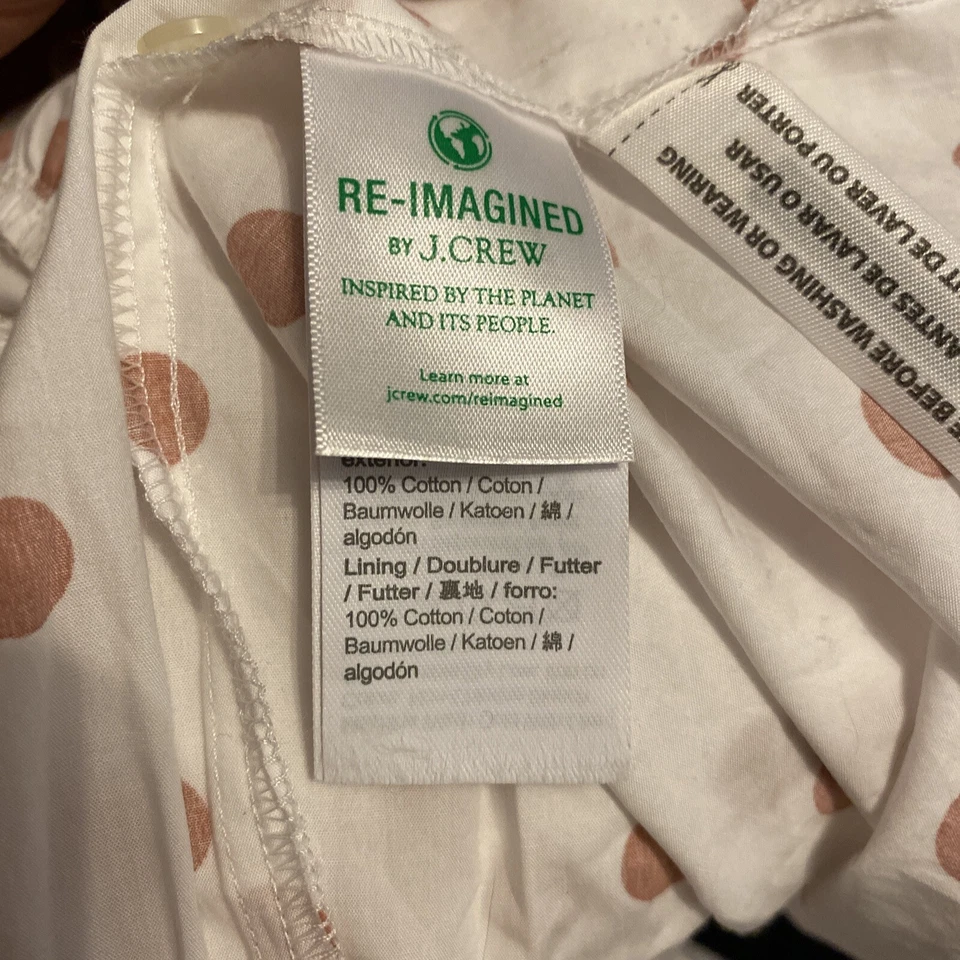 RE-IMAGINED
BY J.CREW
INSPIRED BY THE PLANET
AND ITS PEOPLE.
Learn more at
jcrew.com/reimagined
exterior:
100% Cotton / Coton /
Baumwolle / Katoen / 綿 /
algodón
Lining / Doublure / Futter
/ Futter / 裏地 / forro:
100% Cotton / Coton /
Baumwolle / Katoen / 綿 /
algodón
BEFORE WASHING OR WEARING
ANTES DE LAVAR O USAR
DE LAVER OU PORTER